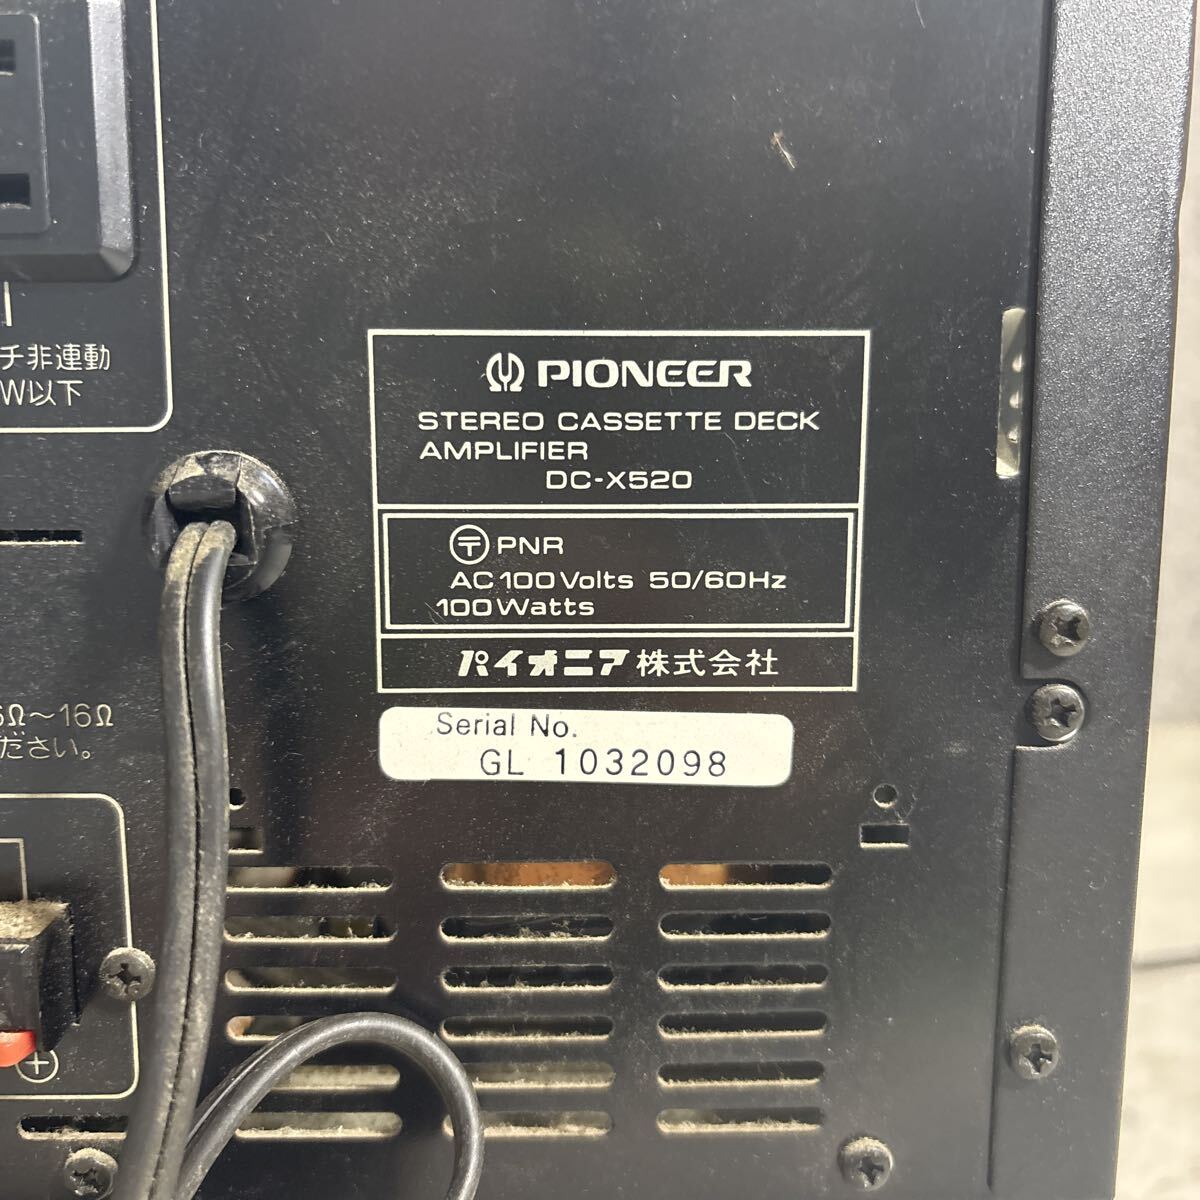 チ非連動
W以下
PIONEER
STEREO CASSETTE DECK
AMPLIFIER
DC-X520
〒 PNR
AC 100 Volts 50/60Hz
100 Watts
パイオニア株式会社
6Ω～16Ω
ださい。
Serial No.
GL 1032098
+